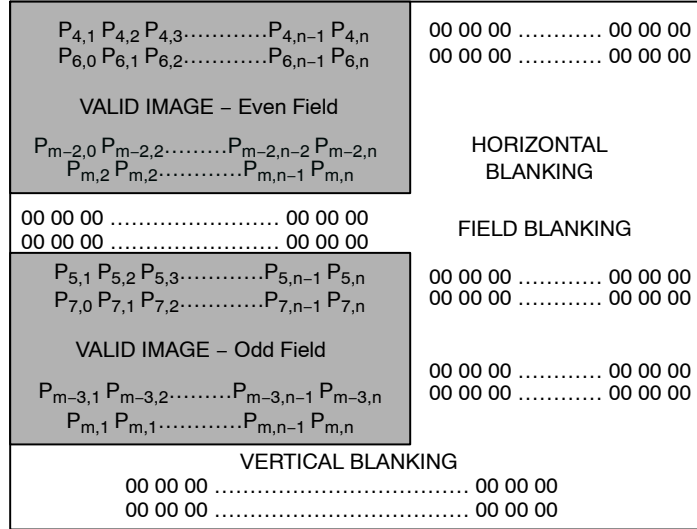 P4,1 P4,2 P4,3............P4,n−1 P4,n 00 00 00 ............ 00 00 00
P6,0 P6,1 P6,2............P6,n−1 P6,n 00 00 00 ............ 00 00 00
VALID IMAGE − Even Field
Pm−2,0 Pm−2,2.........Pm−2,n−2 Pm−2,n
Pm,2 Pm,2............Pm,n−1 Pm,n
HORIZONTAL
BLANKING
00 00 00 ........................ 00 00 00
00 00 00 ........................ 00 00 00
FIELD BLANKING
P5,1 P5,2 P5,3............P5,n−1 P5,n 00 00 00 ............ 00 00 00
P7,0 P7,1 P7,2............P7,n−1 P7,n 00 00 00 ............ 00 00 00
VALID IMAGE − Odd Field
00 00 00 ............ 00 00 00
00 00 00 ............ 00 00 00
Pm−3,1 Pm−3,2.........Pm−3,n−1 Pm−3,n
Pm,1 Pm,1............Pm,n−1 Pm,n
VERTICAL BLANKING
00 00 00 .................................... 00 00 00
00 00 00 .................................... 00 00 00